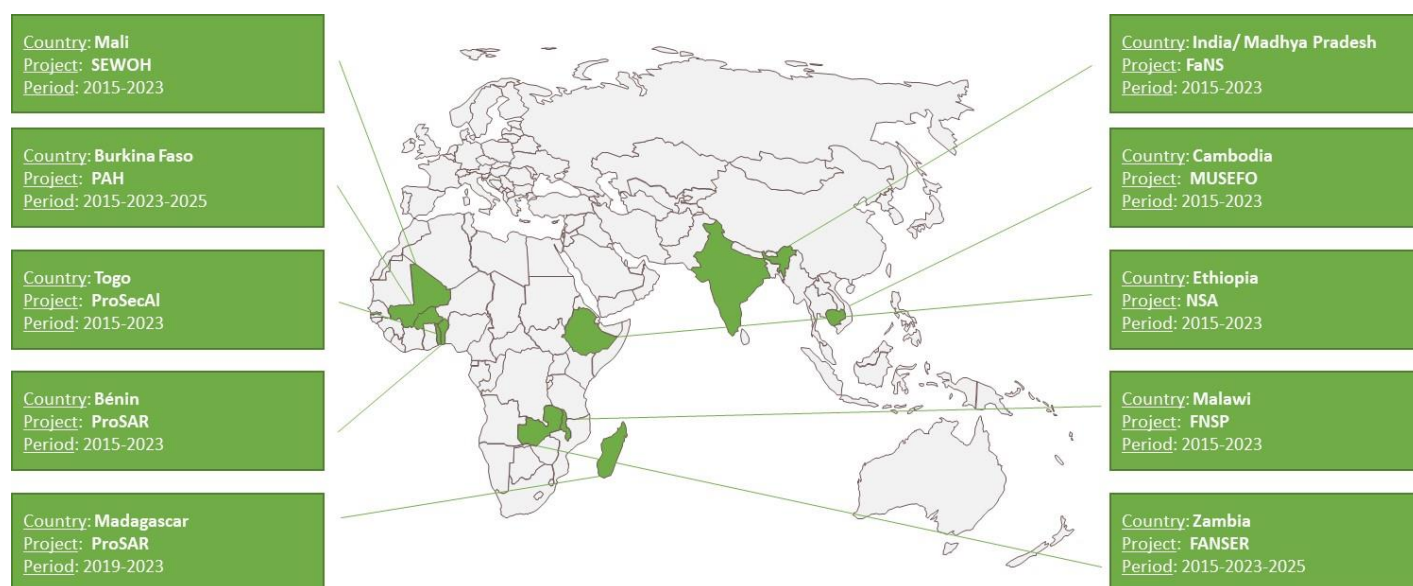 Country: Mali
Project: SEWOH
Period: 2015-2023
Country: Burkina Faso
Project: PAH
Period: 2015-2023-2025
Country: Togo
Project: ProSecAl
Period: 2015-2023
Country: Bénin
Project: ProSAR
Period: 2015-2023
Country: Madagascar
Project: ProSAR
Period: 2019-2023
Country: India/ Madhya Pradesh
Project: FaNS
Period: 2015-2023
Country: Cambodia
Project: MUSEFO
Period: 2015-2023
Country: Ethiopia
Project: NSA
Period: 2015-2023
Country: Malawi
Project: FNSP
Period: 2015-2023
Country: Zambia
Project: FANSER
Period: 2015-2023-2025